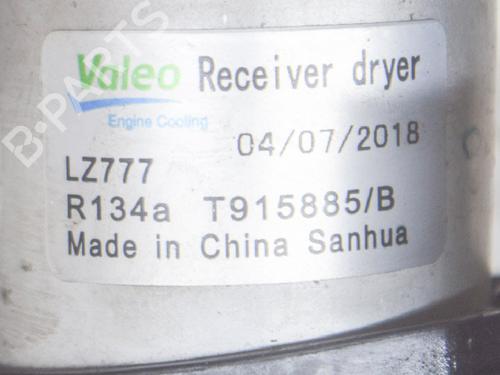 Valeo Receiver dryer
Engine Cooling
04/07/2018
LZ777
R134a T915885/B
Made in China Sanhua
B-PARTS